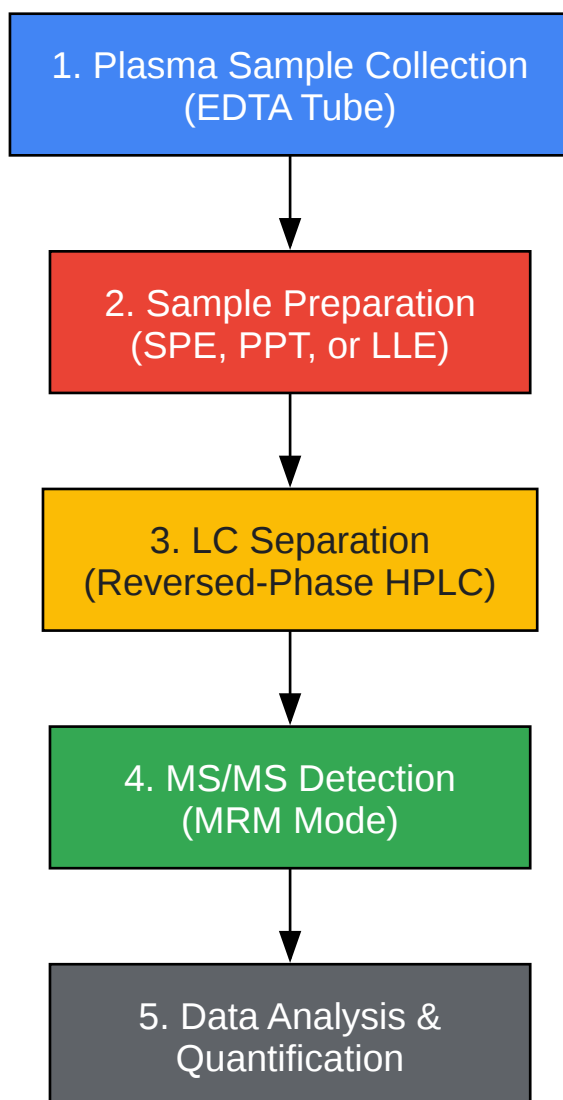 1. Plasma Sample Collection
(EDTA Tube)
2. Sample Preparation
(SPE, PPT, or LLE)
3. LC Separation
(Reversed-Phase HPLC)
4. MS/MS Detection
(MRM Mode)
5. Data Analysis &
Quantification